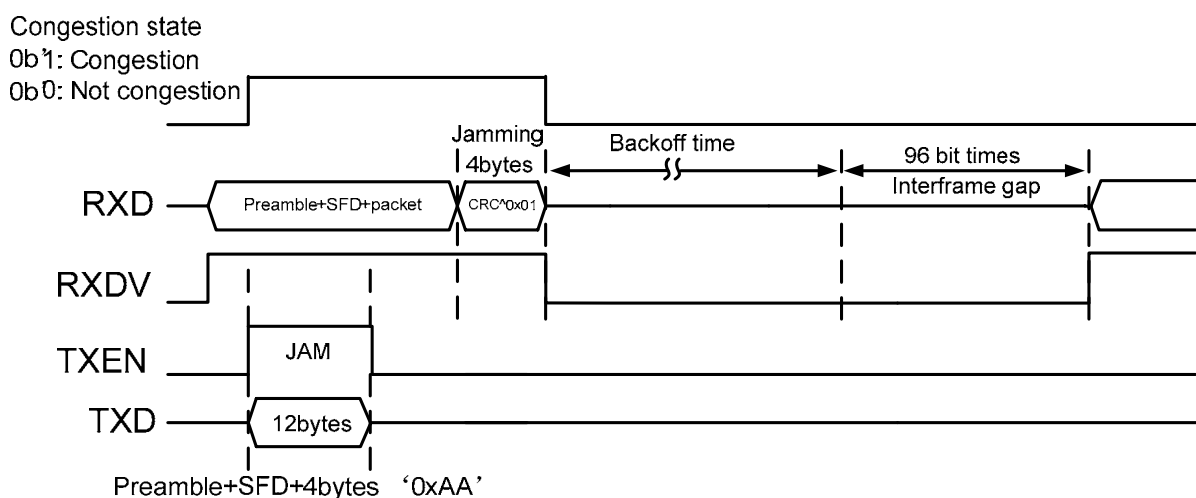 Congestion state
0b'1: Congestion
0b'0: Not congestion
Jamming
4bytes
Backoff time
96 bit times
Interframe gap
RXD
Preamble+SFD+packet
CRC^0x01
RXDV
TXEN
JAM
TXD
12bytes
Preamble+SFD+4bytes ‘0xAA’